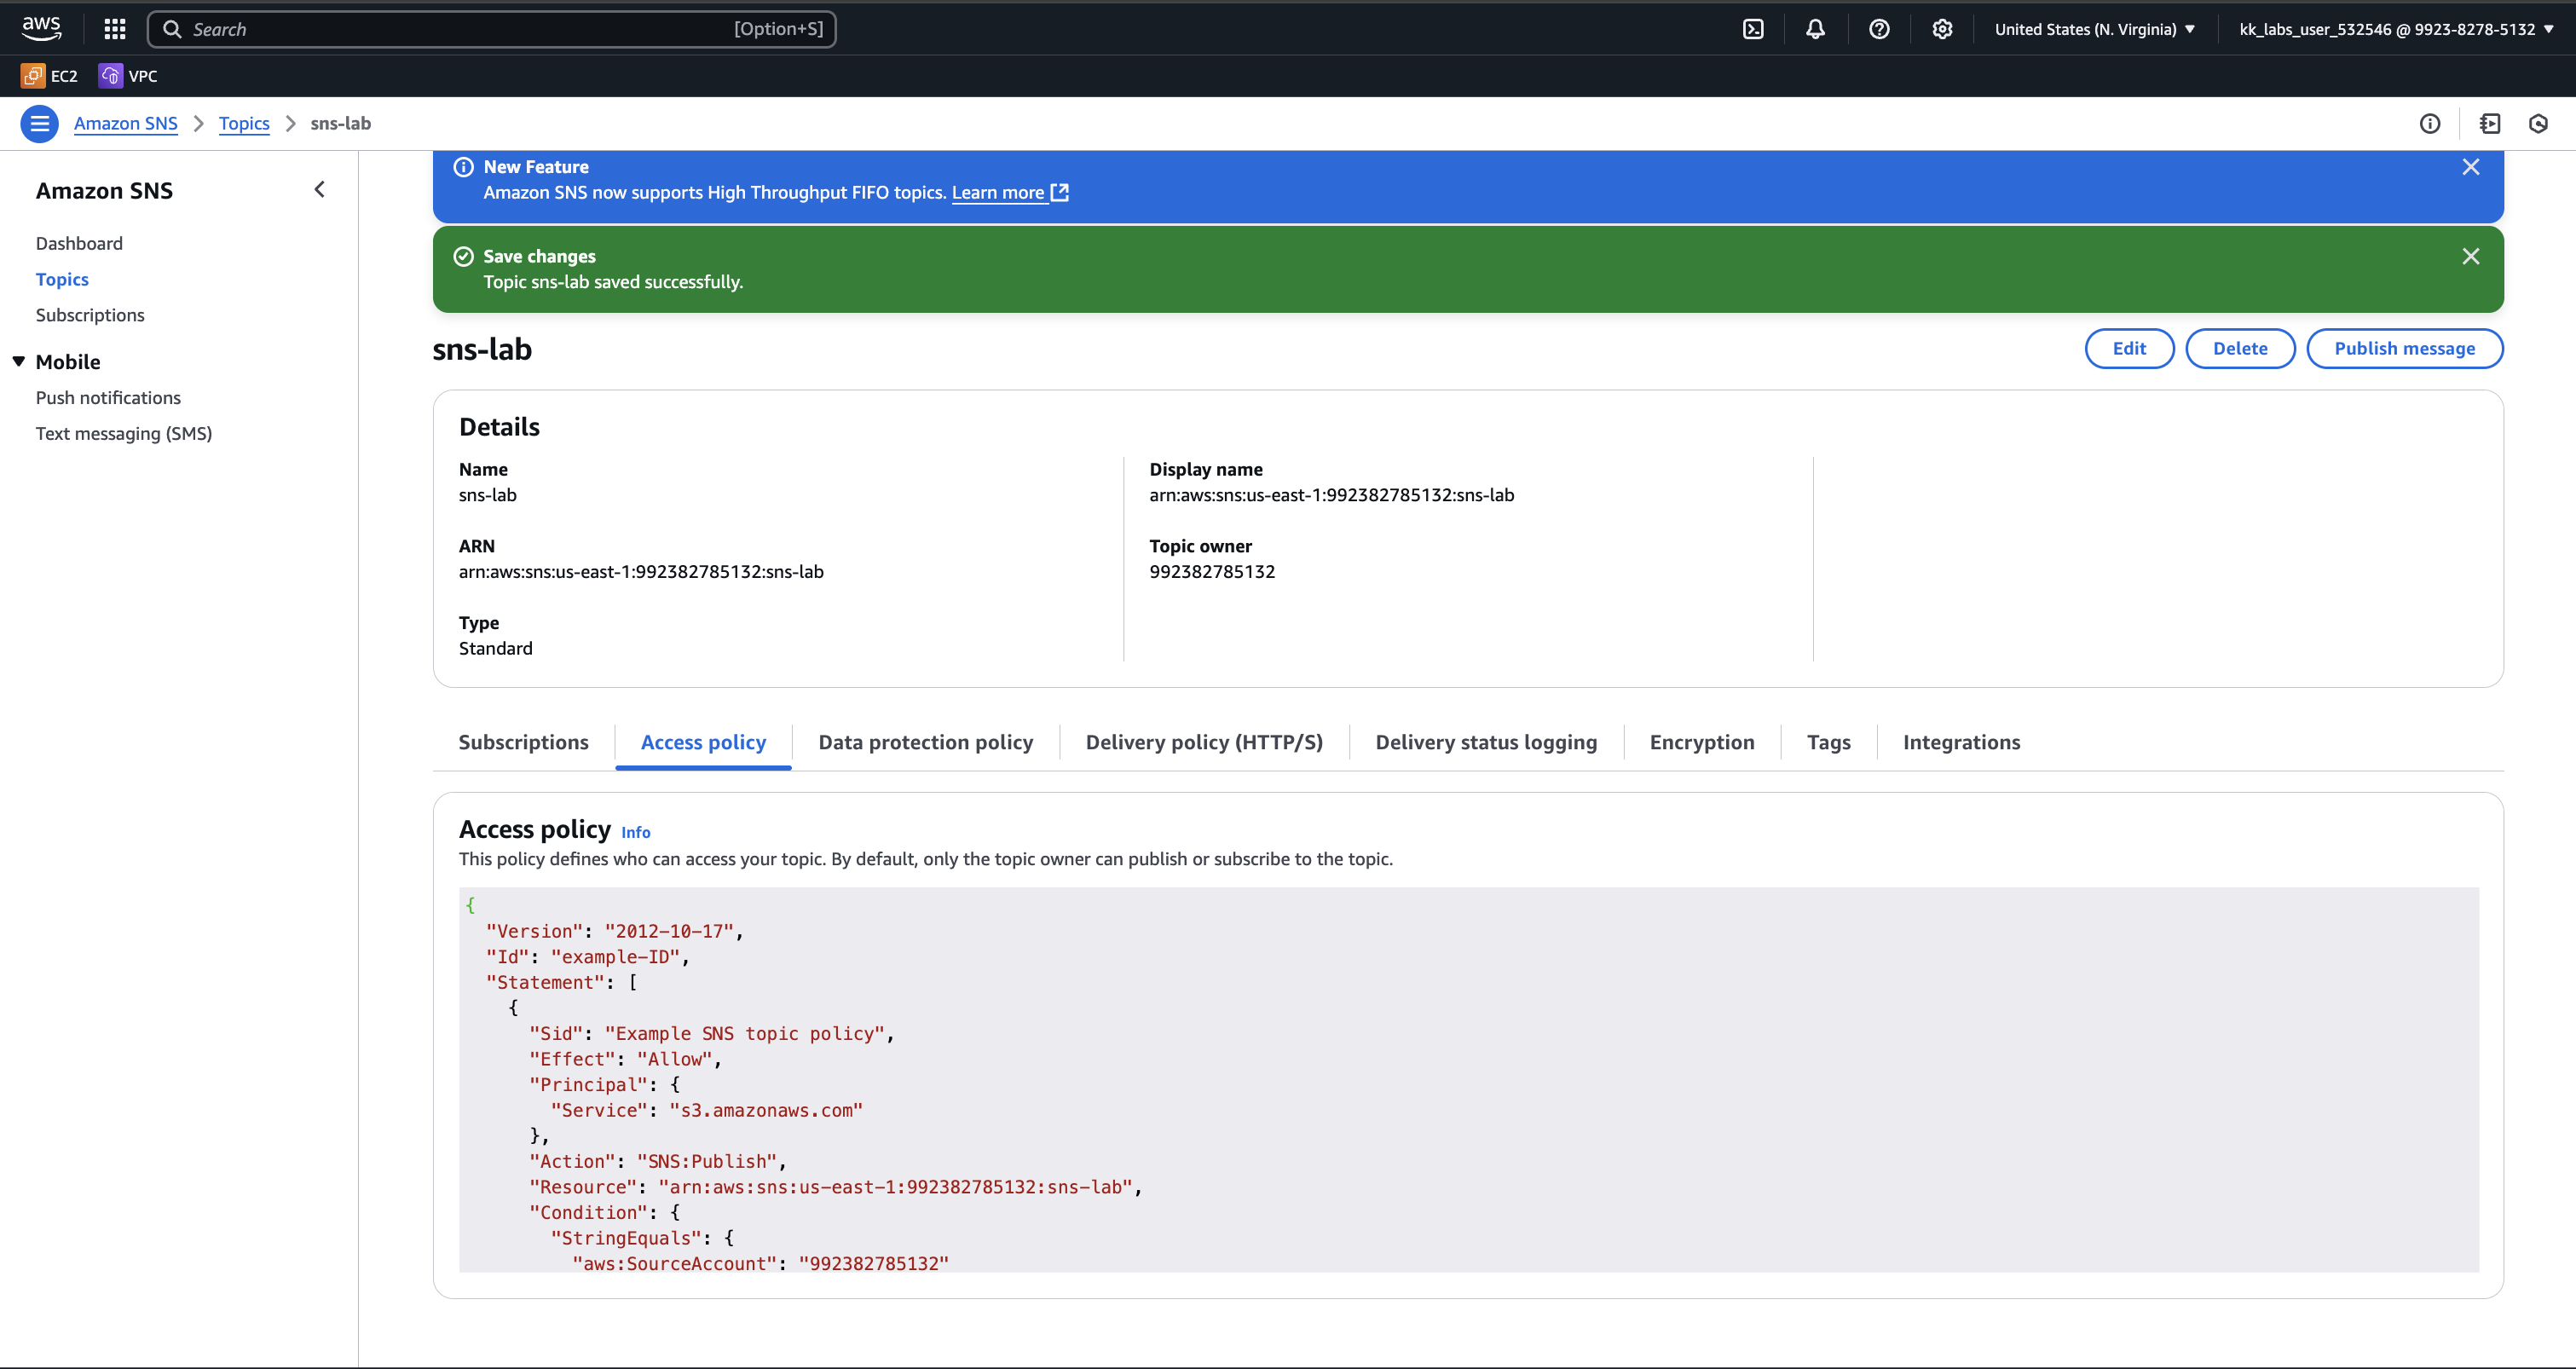 aws
Search
[Option+S]
United States (N. Virginia)
kk_labs_user_532546 @ 9923-8278-5132
EC2
VPC
Amazon SNS
Topics
sns-lab
Amazon SNS
Dashboard
Topics
Subscriptions
Mobile
Push notifications
Text messaging (SMS)
New Feature
Amazon SNS now supports High Throughput FIFO topics. Learn more
Save changes
Topic sns-lab saved successfully.
sns-lab
Edit
Delete
Publish message
Details
Name
sns-lab
ARN
arn:aws:sns:us-east-1:992382785132:sns-lab
Type
Standard
Display name
arn:aws:sns:us-east-1:992382785132:sns-lab
Topic owner
992382785132
Subscriptions
Access policy
Data protection policy
Delivery policy (HTTP/S)
Delivery status logging
Encryption
Tags
Integrations
Access policy Info
This policy defines who can access your topic. By default, only the topic owner can publish or subscribe to the topic.
{
"Version": "2012-10-17",
"Id": "example-ID",
"Statement": [
{
"Sid": "Example SNS topic policy",
"Effect": "Allow",
"Principal": {
"Service": "s3.amazonaws.com"
},
"Action": "SNS:Publish",
"Resource": "arn:aws:sns:us-east-1:992382785132:sns-lab",
"Condition": {
"StringEquals": {
"aws:SourceAccount": "992382785132"